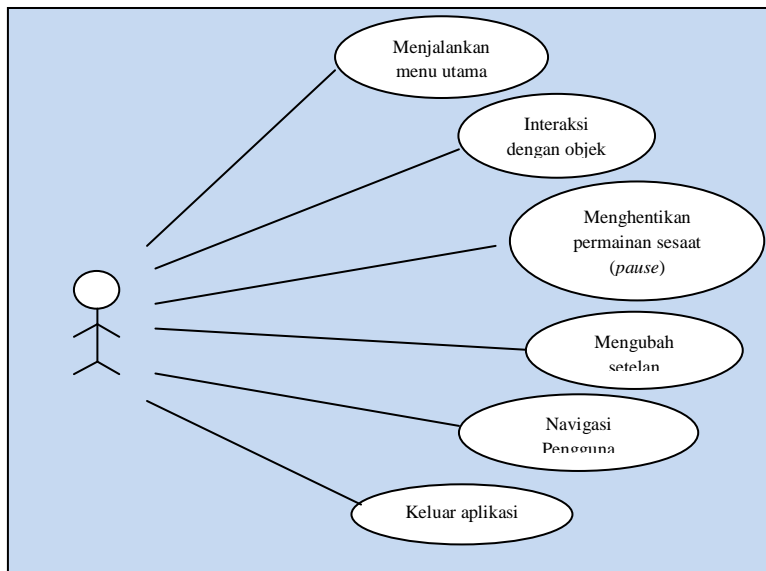 Menjalankan
menu utama
Interaksi
dengan objek
Menghentikan
permainan sesaat
(pause)
Mengubah
setelan
Navigasi
Pengguna
Keluar aplikasi